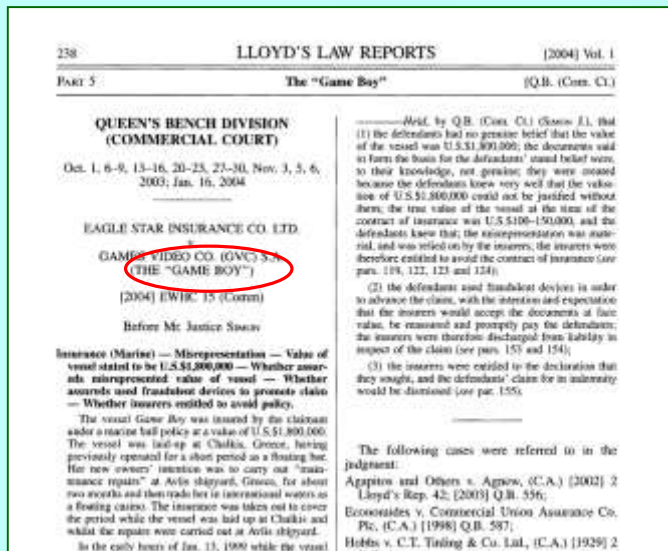 238
LLOYD'S LAW REPORTS
[2004] Vol. 1
PART 5
The "Game Boy"
[Q.B. (Com. Ct.)
QUEEN'S BENCH DIVISION
(COMMERCIAL COURT)
Oct. 1, 6–9, 13–16, 20–23, 27–30, Nov. 3, 5, 6,
2003; Jan. 16, 2004
EAGLE STAR INSURANCE CO. LTD.
v.
GAMES VIDEO CO. (GVC) S.A.
(THE "GAME BOY")
[2004] EWHC 15 (Comm)
Before Mr. Justice SIMON
Insurance (Marine) — Misrepresentation — Value of
vessel stated to be U.S.$1,800,000 — Whether assur-
eds misrepresented value of vessel — Whether
assureds used fraudulent devices to promote claim
— Whether insurers entitled to avoid policy.
The vessel Game Boy was insured by the claimant
under a marine hull policy at a value of U.S.$1,800,000.
The vessel was laid-up at Chalkis, Greece, having
previously operated for a short period as a floating bar.
Her new owners' intention was to carry out "main-
tenance repairs" at Avlis shipyard, Greece, for about
two months and then trade her in international waters as
a floating casino. The insurance was taken out to cover
the period while the vessel was laid up at Chalkis and
whilst the repairs were carried out at Avlis shipyard.
In the early hours of Jan. 13, 1999 while the vessel
———Held, by Q.B. (Com. Ct.) (SIMON J.), that
(1) the defendants had no genuine belief that the value
of the vessel was U.S.$1,800,000; the documents said
to form the basis for the defendants' stated belief were,
to their knowledge, not genuine; they were created
because the defendants knew very well that the valua-
tion of U.S.$1,800,000 could not be justified without
them; the true value of the vessel at the time of the
contract of insurance was U.S.$100–150,000, and the
defendants knew that; the misrepresentation was mate-
rial, and was relied on by the insurers; the insurers were
therefore entitled to avoid the contract of insurance (see
pars. 119, 122, 123 and 124);
(2) the defendants used fraudulent devices in order
to advance the claim, with the intention and expectation
that the insurers would accept the documents at face
value, be reassured and promptly pay the defendants;
the insurers were therefore discharged from liability in
respect of the claim (see pars. 153 and 154);
(3) the insurers were entitled to the declaration that
they sought, and the defendants' claim for an indemnity
would be dismissed (see par. 155).
The following cases were referred to in the
judgment:
Agapitos and Others v. Agnew, (C.A.) [2002] 2
Lloyd's Rep. 42; [2003] Q.B. 556;
Economides v. Commercial Union Assurance Co.
Plc, (C.A.) [1998] Q.B. 587;
Hobbs v. C.T. Tinling & Co. Ltd., (C.A.) [1929] 2